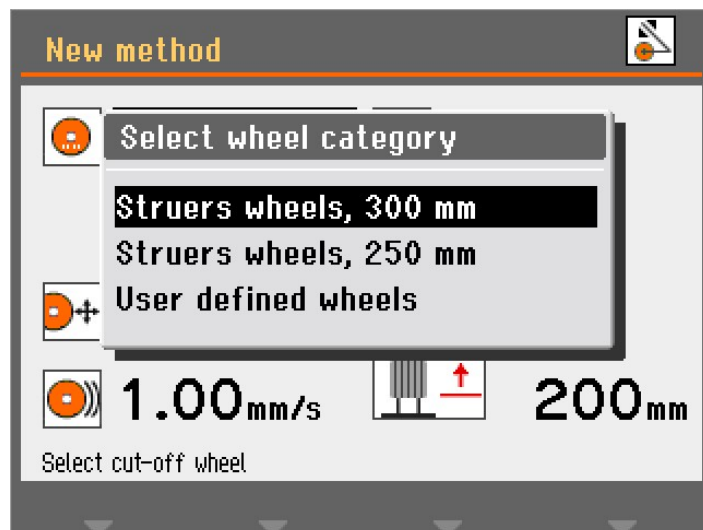 New method
Select wheel category
Struers wheels, 300 mm
Struers wheels, 250 mm
User defined wheels
1.00mm/s
200mm
Select cut-off wheel